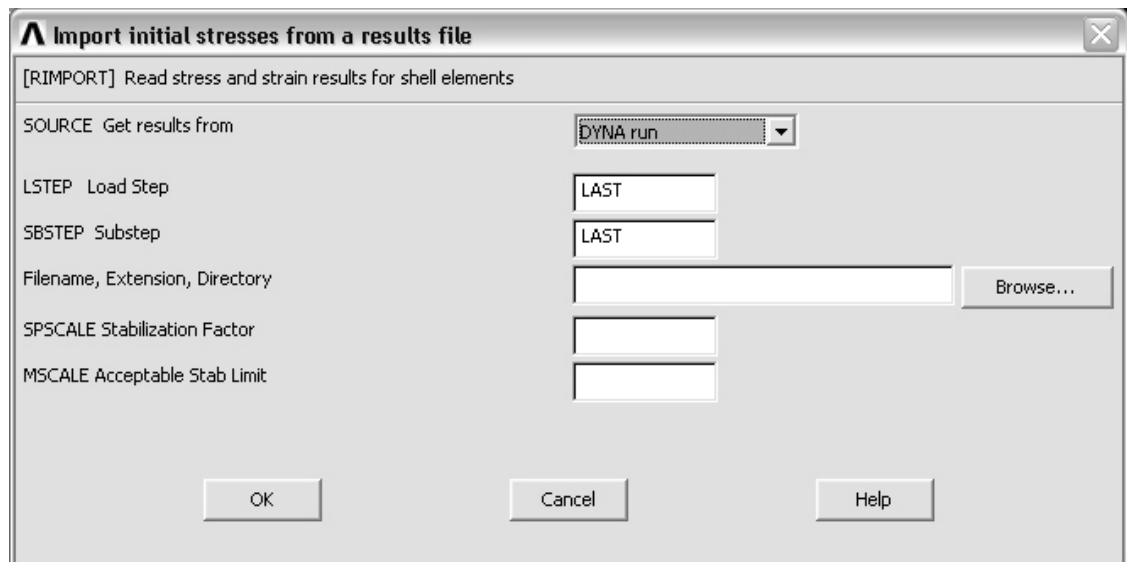 Import initial stresses from a results file
[RIMPORT] Read stress and strain results for shell elements
SOURCE Get results from DYNA run
LSTEP Load Step LAST
SBSTEP Substep LAST
Filename, Extension, Directory Browse...
SPSCALE Stabilization Factor
MSCALE Acceptable Stab Limit
OK Cancel Help